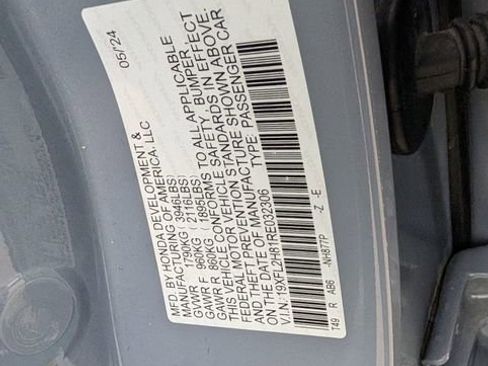 05/'24
MFD. BY HONDA DEVELOPMENT &
MANUFACTURING OF AMERICA, LLC
GVWR 1790KG ( 3946LBS)
GAWR F 960KG ( 2116LBS)
GAWR R 860KG ( 1895LBS)
THIS VEHICLE CONFORMS TO ALL APPLICABLE
FEDERAL MOTOR VEHICLE SAFETY, BUMPER,
AND THEFT PREVENTION STANDARDS IN EFFECT
ON THE DATE OF MANUFACTURE SHOWN ABOVE.
V.I.N.: 19XFL2H81RE032306 TYPE: PASSENGER CAR
T49 R AB6 -NH877P -Z -E